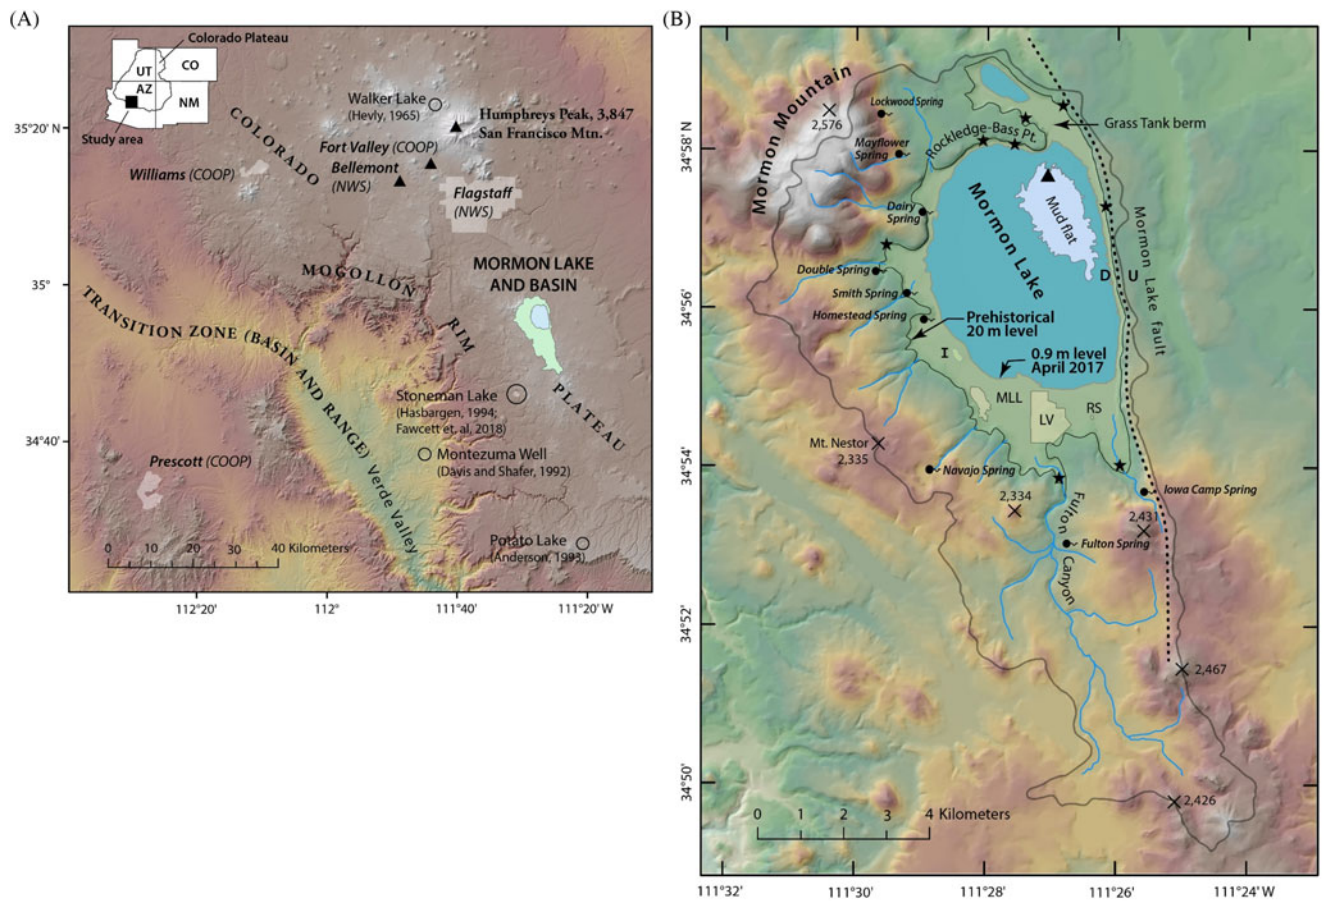 (A)
Colorado Plateau
UT
CO
AZ
NM
Study area
35°20' N
35°
34°40'
COLORADO
Walker Lake
(Hevly, 1965)
Humphreys Peak, 3,847
San Francisco Mtn.
Fort Valley (COOP)
Bellemont
(NWS)
Williams (COOP)
Flagstaff
(NWS)
MOGOLLON
RIM
MORMON LAKE
AND BASIN
TRANSITION ZONE (BASIN AND RANGE)
Verde Valley
PLATEAU
Stoneman Lake
(Hasbargen, 1994;
Fawcett et. al, 2018)
Montezuma Well
(Davis and Shafer, 1992)
Prescott (COOP)
Potato Lake
(Anderson, 1993)
0 10 20 30 40 Kilometers
112°20' 112° 111°40' 111°20' W
(B)
Mormon Mountain
2,576
Lockwood Spring
Mayflower
Spring
Rockledge-Bass Pt.
Grass Tank berm
34°58' N
Dairy
Spring
Mormon Lake
Mud flat
Double Spring
D U
Mormon Lake fault
Smith Spring
34°56'
Homestead Spring
Prehistorical
20 m level
I
0.9 m level
April 2017
MLL
LV
RS
Mt. Nestor
2,335
34°54'
Navajo Spring
Iowa Camp Spring
2,334
2,431
Fulton
Canyon
Fulton Spring
34°52'
2,467
34°50'
2,426
0 1 2 3 4 Kilometers
111°32' 111°30' 111°28' 111°26' 111°24'W